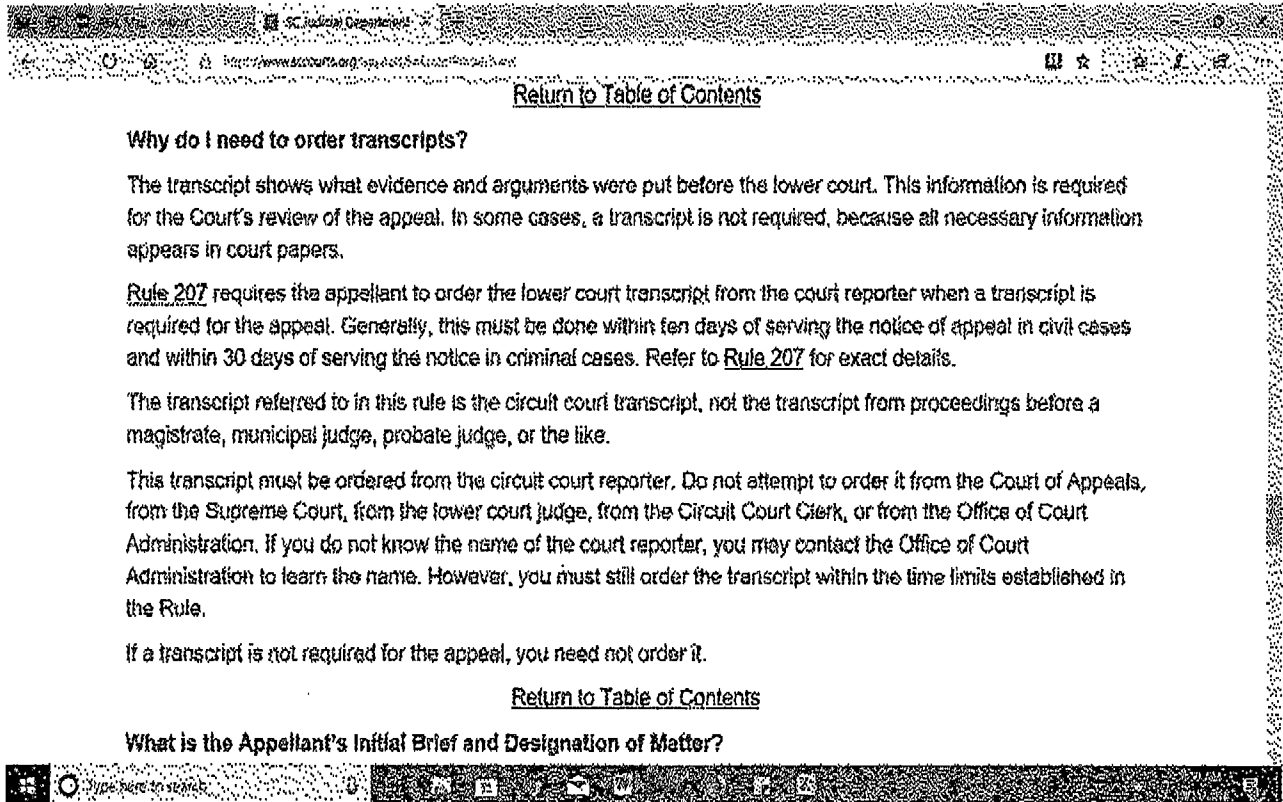 SC Judicial Department
Return to Table of Contents
Why do I need to order transcripts?
The transcript shows what evidence and arguments were put before the lower court. This information is required
for the Court's review of the appeal. In some cases, a transcript is not required, because all necessary information
appears in court papers.
Rule 207 requires the appellant to order the lower court transcript from the court reporter when a transcript is
required for the appeal. Generally, this must be done within ten days of serving the notice of appeal in civil cases
and within 30 days of serving the notice in criminal cases. Refer to Rule 207 for exact details.
The transcript referred to in this rule is the circuit court transcript, not the transcript from proceedings before a
magistrate, municipal judge, probate judge, or the like.
This transcript must be ordered from the circuit court reporter. Do not attempt to order it from the Court of Appeals,
from the Supreme Court, from the lower court judge, from the Circuit Court Clerk, or from the Office of Court
Administration. If you do not know the name of the court reporter, you may contact the Office of Court
Administration to learn the name. However, you must still order the transcript within the time limits established in
the Rule.
If a transcript is not required for the appeal, you need not order it.
Return to Table of Contents
What is the Appellant's Initial Brief and Designation of Matter?
Type here to search